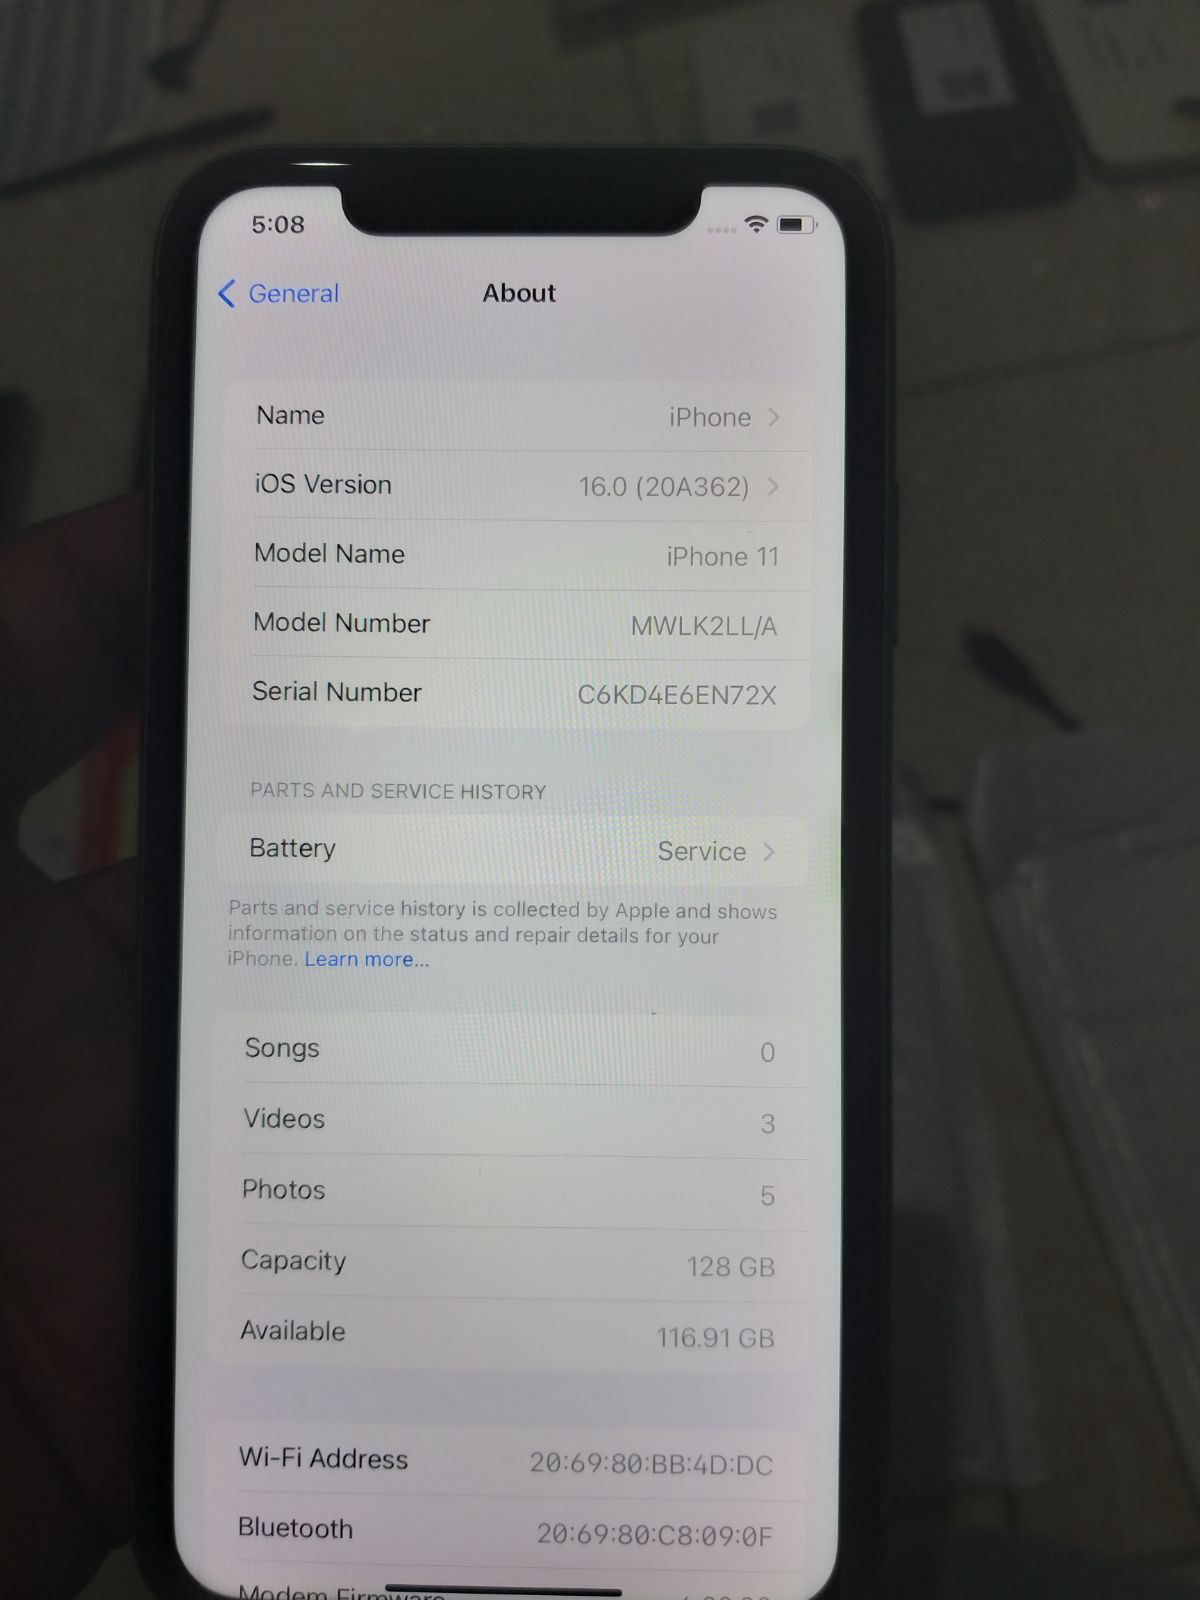 5:08
General
About
Name iPhone
iOS Version 16.0 (20A362)
Model Name iPhone 11
Model Number MWLK2LL/A
Serial Number C6KD4E6EN72X
PARTS AND SERVICE HISTORY
Battery Service
Parts and service history is collected by Apple and shows
information on the status and repair details for your
iPhone. Learn more...
Songs 0
Videos 3
Photos 5
Capacity 128 GB
Available 116.91 GB
Wi-Fi Address 20:69:80:BB:4D:DC
Bluetooth 20:69:80:C8:09:0F
Modem Firmware